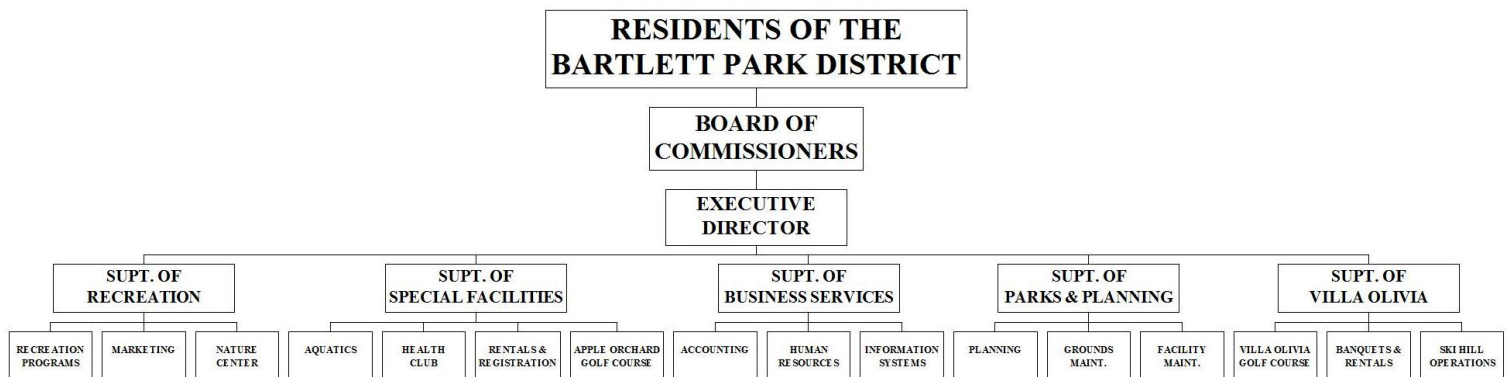 RESIDENTS OF THE
BARTLETT PARK DISTRICT
BOARD OF
COMMISSIONERS
EXECUTIVE
DIRECTOR
SUPT. OF
RECREATION
SUPT. OF
SPECIAL FACILITIES
SUPT. OF
BUSINESS SERVICES
SUPT. OF
PARKS & PLANNING
SUPT. OF
VILLA OLIVIA
RECREATION
PROGRAMS
MARKETING
NATURE
CENTER
AQUATICS
HEALTH
CLUB
RENTALS &
REGISTRATION
APPLE ORCHARD
GOLF COURSE
ACCOUNTING
HUMAN
RESOURCES
INFORMATION
SYSTEMS
PLANNING
GROUNDS
MAINT.
FACILITY
MAINT.
VILLA OLIVIA
GOLF COURSE
BANQUETS &
RENTALS
SKI HILL
OPERATIONS